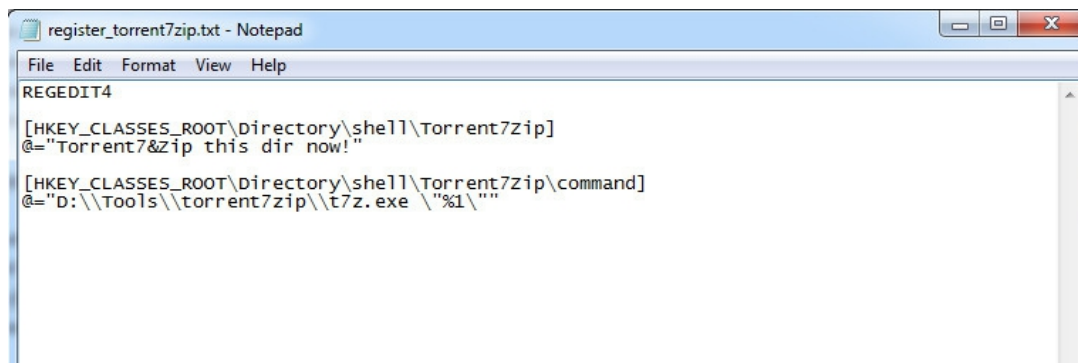 register_torrent7zip.txt - Notepad
File Edit Format View Help
REGEDIT4
[HKEY_CLASSES_ROOT\Directory\shell\Torrent7Zip]
@="Torrent7&Zip this dir now!"
[HKEY_CLASSES_ROOT\Directory\shell\Torrent7Zip\command]
@="D:\\Tools\\torrent7zip\\t7z.exe \"%1\""